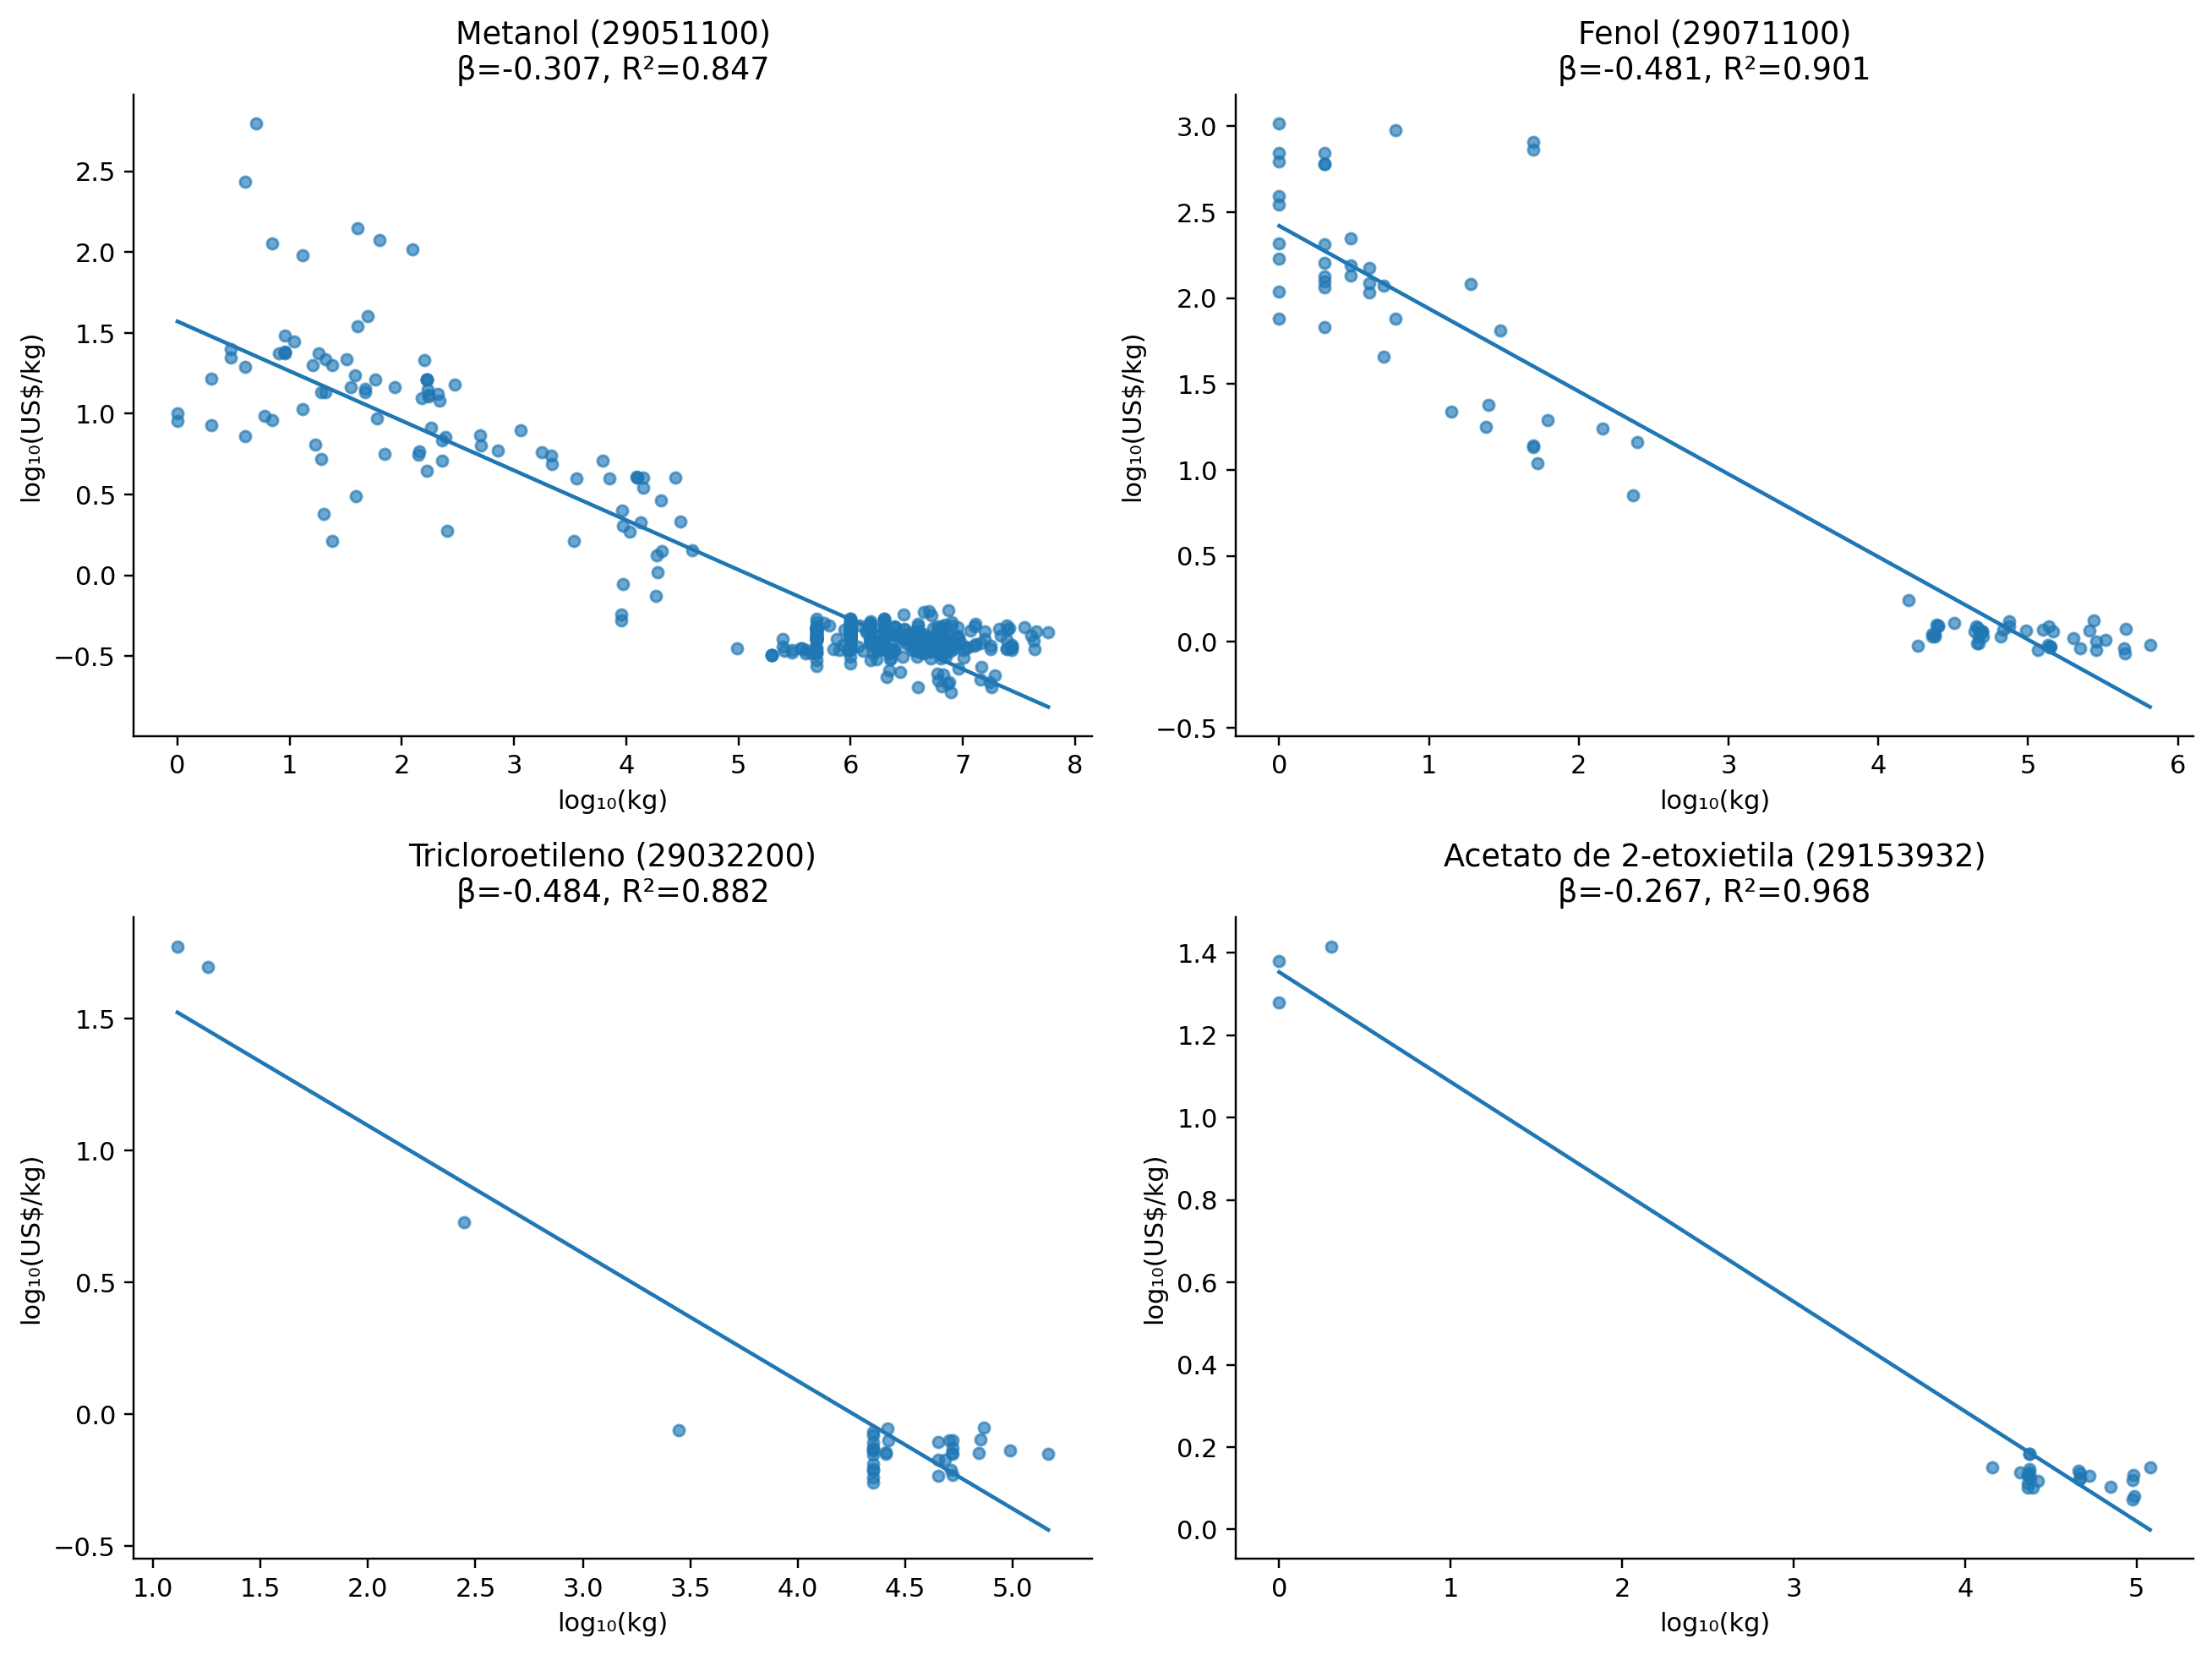 Metanol (29051100)
β=-0.307, R²=0.847
log₁₀(US$/kg)
2.5
2.0
1.5
1.0
0.5
0.0
−0.5
0 1 2 3 4 5 6 7 8
log₁₀(kg)
Fenol (29071100)
β=-0.481, R²=0.901
log₁₀(US$/kg)
3.0
2.5
2.0
1.5
1.0
0.5
0.0
−0.5
0 1 2 3 4 5 6
log₁₀(kg)
Tricloroetileno (29032200)
β=-0.484, R²=0.882
log₁₀(US$/kg)
1.5
1.0
0.5
0.0
−0.5
1.0 1.5 2.0 2.5 3.0 3.5 4.0 4.5 5.0
log₁₀(kg)
Acetato de 2-etoxietila (29153932)
β=-0.267, R²=0.968
log₁₀(US$/kg)
1.4
1.2
1.0
0.8
0.6
0.4
0.2
0.0
0 1 2 3 4 5
log₁₀(kg)